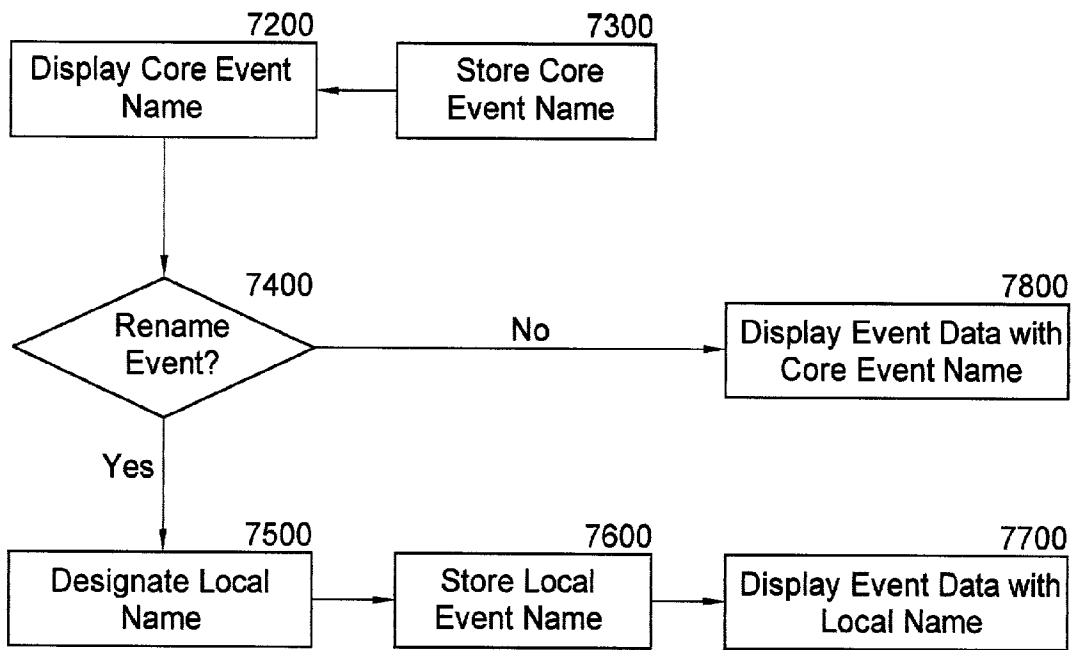 7200
Display Core Event
Name
7300
Store Core
Event Name
7400
Rename
Event?
No
7800
Display Event Data with
Core Event Name
Yes
7500
Designate Local
Name
7600
Store Local
Event Name
7700
Display Event Data with
Local Name